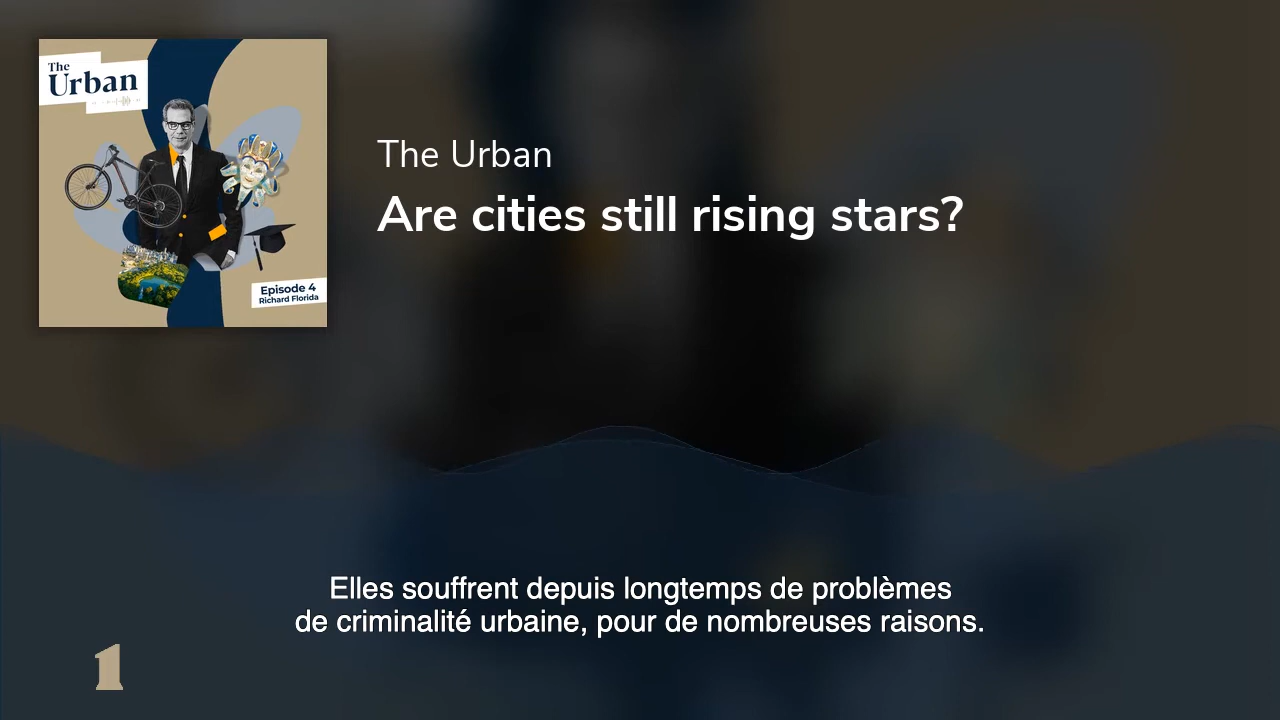 The
Urban
Episode 4
Richard Florida
The Urban
Are cities still rising stars?
Elles souffrent depuis longtemps de problèmes
de criminalité urbaine, pour de nombreuses raisons.
1